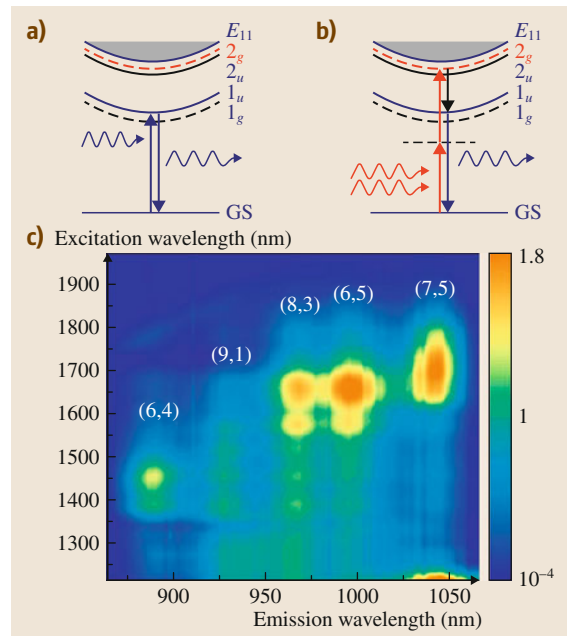 a)
E₁₁
2g
2u
1u
1g
GS
b)
E₁₁
2g
2u
1u
1g
GS
c) Excitation wavelength (nm)
1900
1800
1700
1600
1500
1400
1300
(6,4)
(9,1)
(8,3)
(6,5)
(7,5)
1.8
1
10⁻⁴
900
950
1000
1050
Emission wavelength (nm)